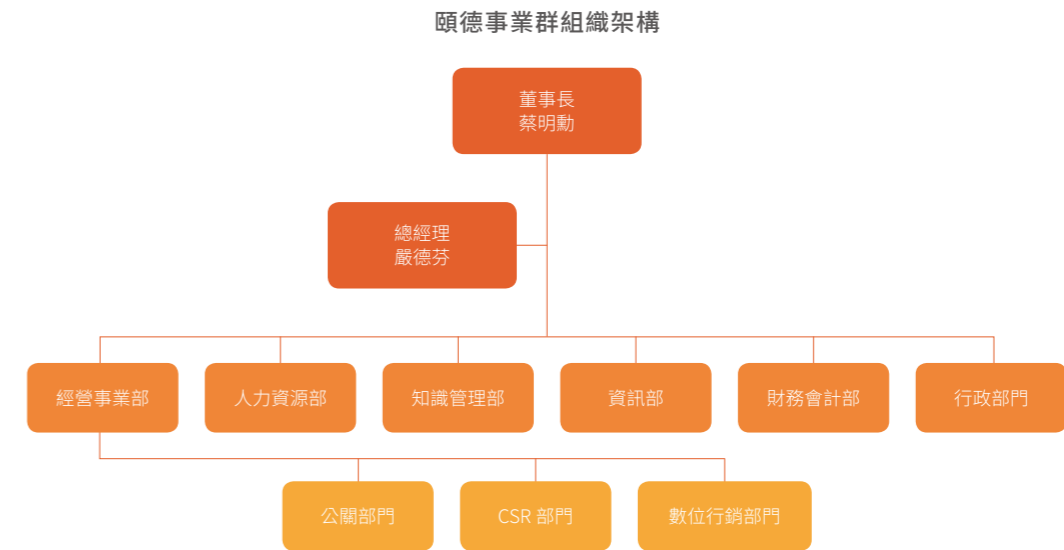 頤德事業群組織架構
董事長
蔡明勳
總經理
嚴德芬
經營事業部
人力資源部
知識管理部
資訊部
財務會計部
行政部門
公關部門
CSR 部門
數位行銷部門